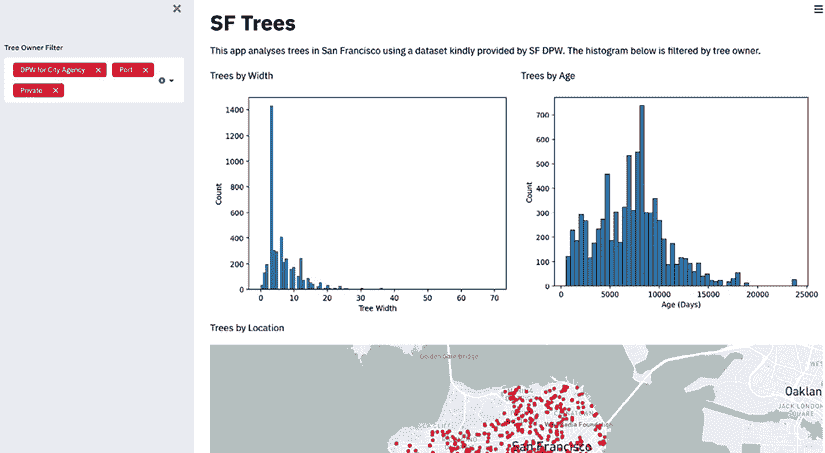 Tree Owner Filter
DPW for City Agency
Port
Private
SF Trees
This app analyses trees in San Francisco using a dataset kindly provided by SF DPW. The histogram below is filtered by tree owner.
Trees by Width
1400
1200
1000
800
600
400
200
0
Count
0 10 20 30 40 50 60 70
Tree Width
Trees by Age
700
600
500
400
300
200
100
0
Count
0 5000 10000 15000 20000 25000
Age (Days)
Trees by Location
Golden Gate Bridge
Oaklan
JACK LONDON
SQUARE
San Francisco